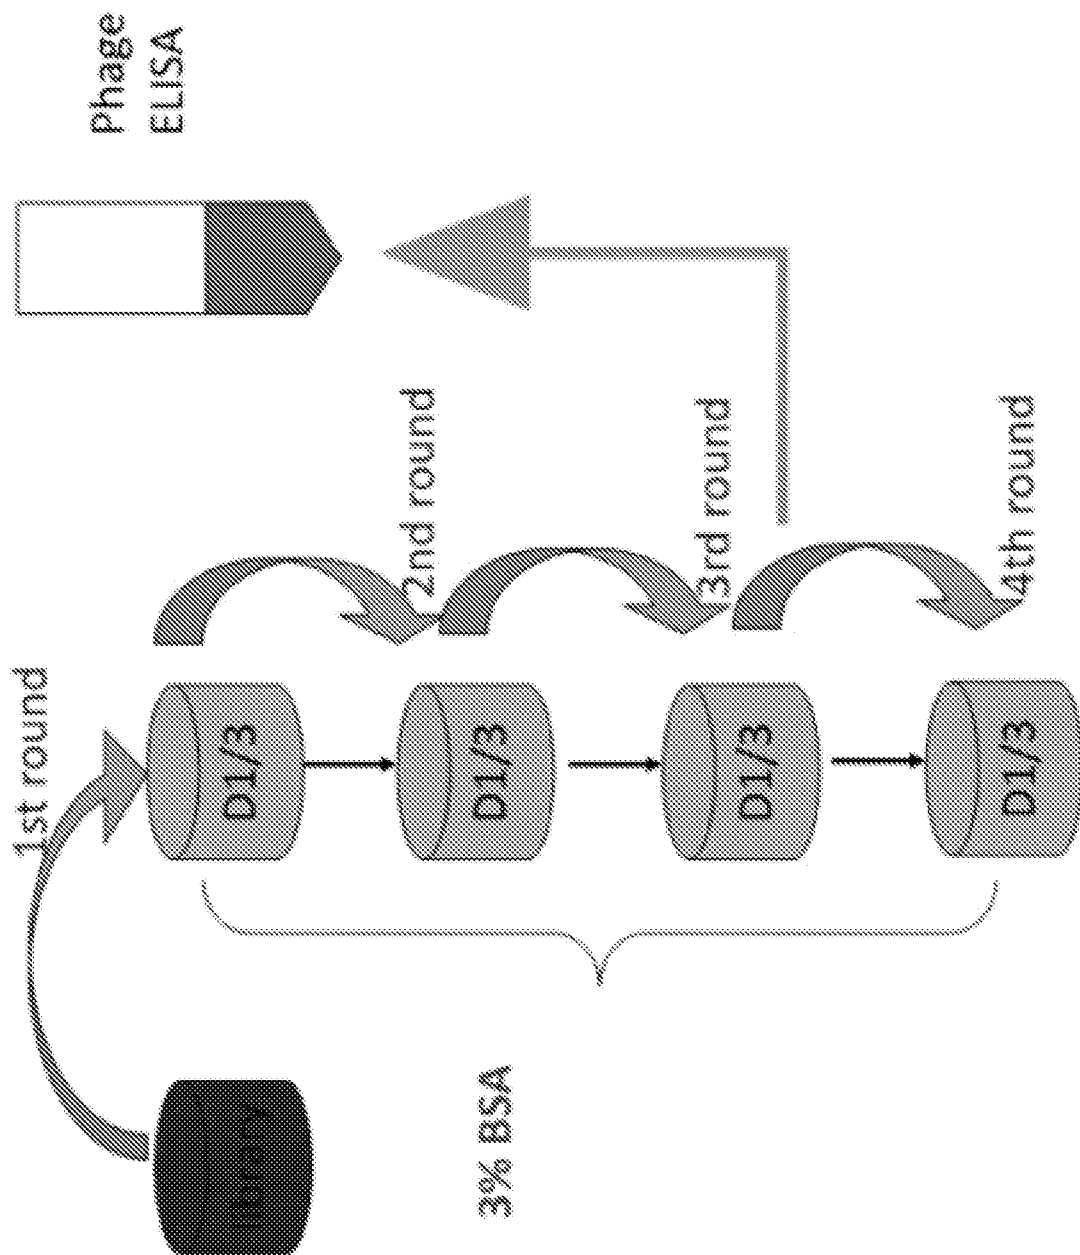 1st round
Phage
ELISA
library
D1/3
2nd round
3% BSA
D1/3
3rd round
D1/3
D1/3
4th round